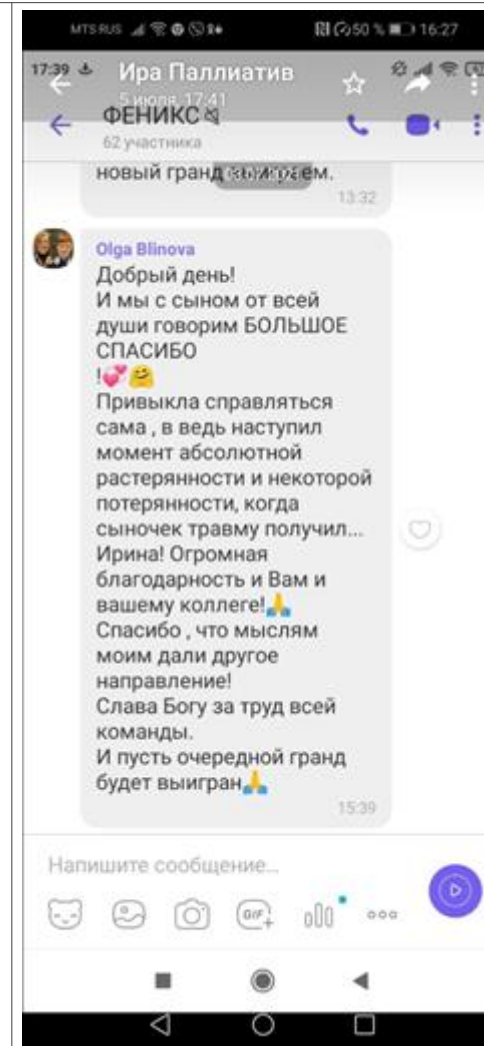 MTS RUS 50 % 16:27
17:39 Ира Паллиатив
5 июля, 17:41
ФЕНИКС
62 участника
новый гранд выиграем.
13:32
Olga Blinova
Добрый день!
И мы с сыном от всей
души говорим БОЛЬШОЕ
СПАСИБО
!💞🤗
Привыкла справляться
сама , в ведь наступил
момент абсолютной
растерянности и некоторой
потерянности, когда
сыночек травму получил...
Ирина! Огромная
благодарность и Вам и
вашему коллеге!🙏
Спасибо , что мыслям
моим дали другое
направление!
Слава Богу за труд всей
команды.
И пусть очередной гранд
будет выигран🙏
15:39
Напишите сообщение...
GIF